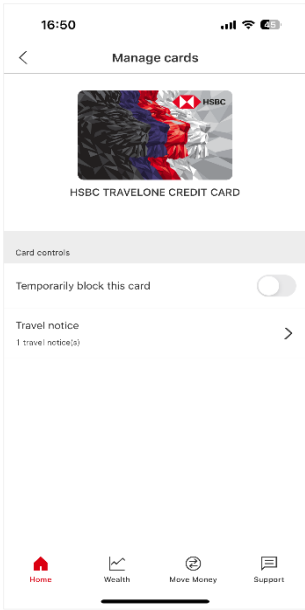 16:50
45
Manage cards
HSBC
HSBC TRAVELONE CREDIT CARD
Card controls
Temporarily block this card
Travel notice
1 travel notice(s)
Home
Wealth
Move Money
Support